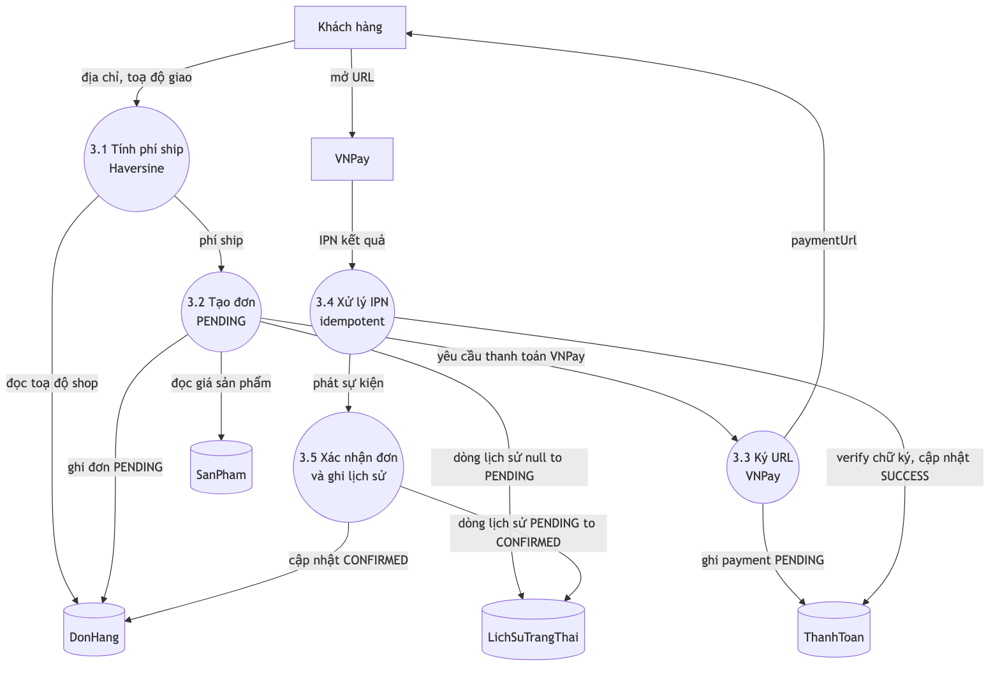 Khách hàng
địa chỉ, toạ độ giao
mở URL
3.1 Tính phí ship
Haversine
VNPay
phí ship
IPN kết quả
paymentUrl
3.2 Tạo đơn
PENDING
3.4 Xử lý IPN
idempotent
yêu cầu thanh toán VNPay
đọc toạ độ shop
đọc giá sản phẩm
phát sự kiện
ghi đơn PENDING
SanPham
3.5 Xác nhận đơn
và ghi lịch sử
dòng lịch sử null to
PENDING
3.3 Ký URL
VNPay
verify chữ ký, cập nhật
SUCCESS
dòng lịch sử PENDING to
CONFIRMED
cập nhật CONFIRMED
ghi payment PENDING
DonHang
LichSuTrangThai
ThanhToan